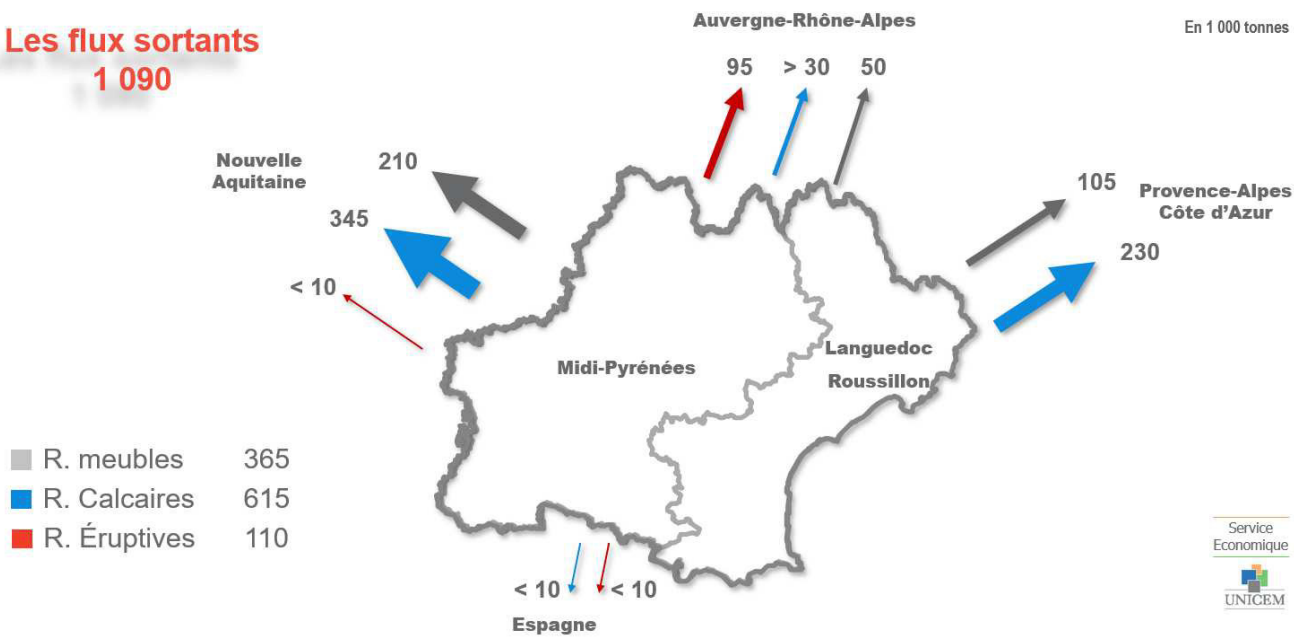 Les flux sortants
1 090
En 1 000 tonnes
Auvergne-Rhône-Alpes
95 > 30 50
Nouvelle
Aquitaine
210
345
< 10
105
Provence-Alpes
Côte d'Azur
230
Midi-Pyrénées
Languedoc
Roussillon
R. meubles 365
R. Calcaires 615
R. Éruptives 110
< 10 < 10
Espagne
Service
Economique
UNICEM